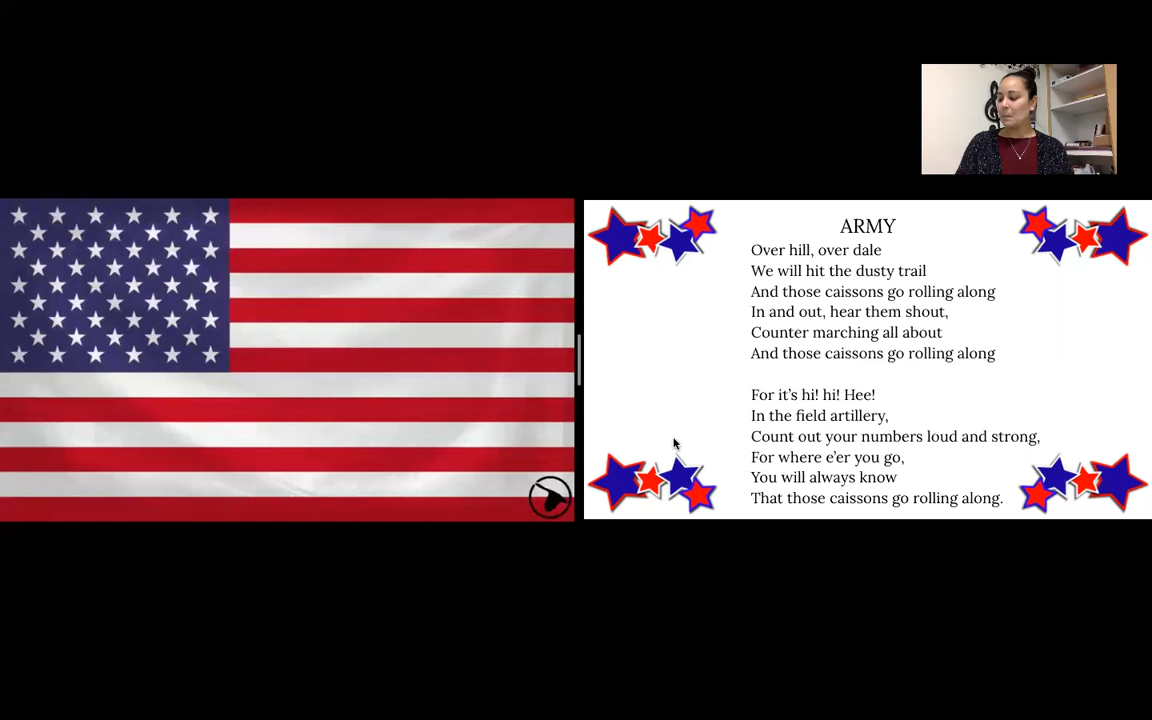 ARMY
Over hill, over dale
We will hit the dusty trail
And those caissons go rolling along
In and out, hear them shout,
Counter marching all about
And those caissons go rolling along
For it’s hi! hi! Hee!
In the field artillery,
Count out your numbers loud and strong,
For where e’er you go,
You will always know
That those caissons go rolling along.